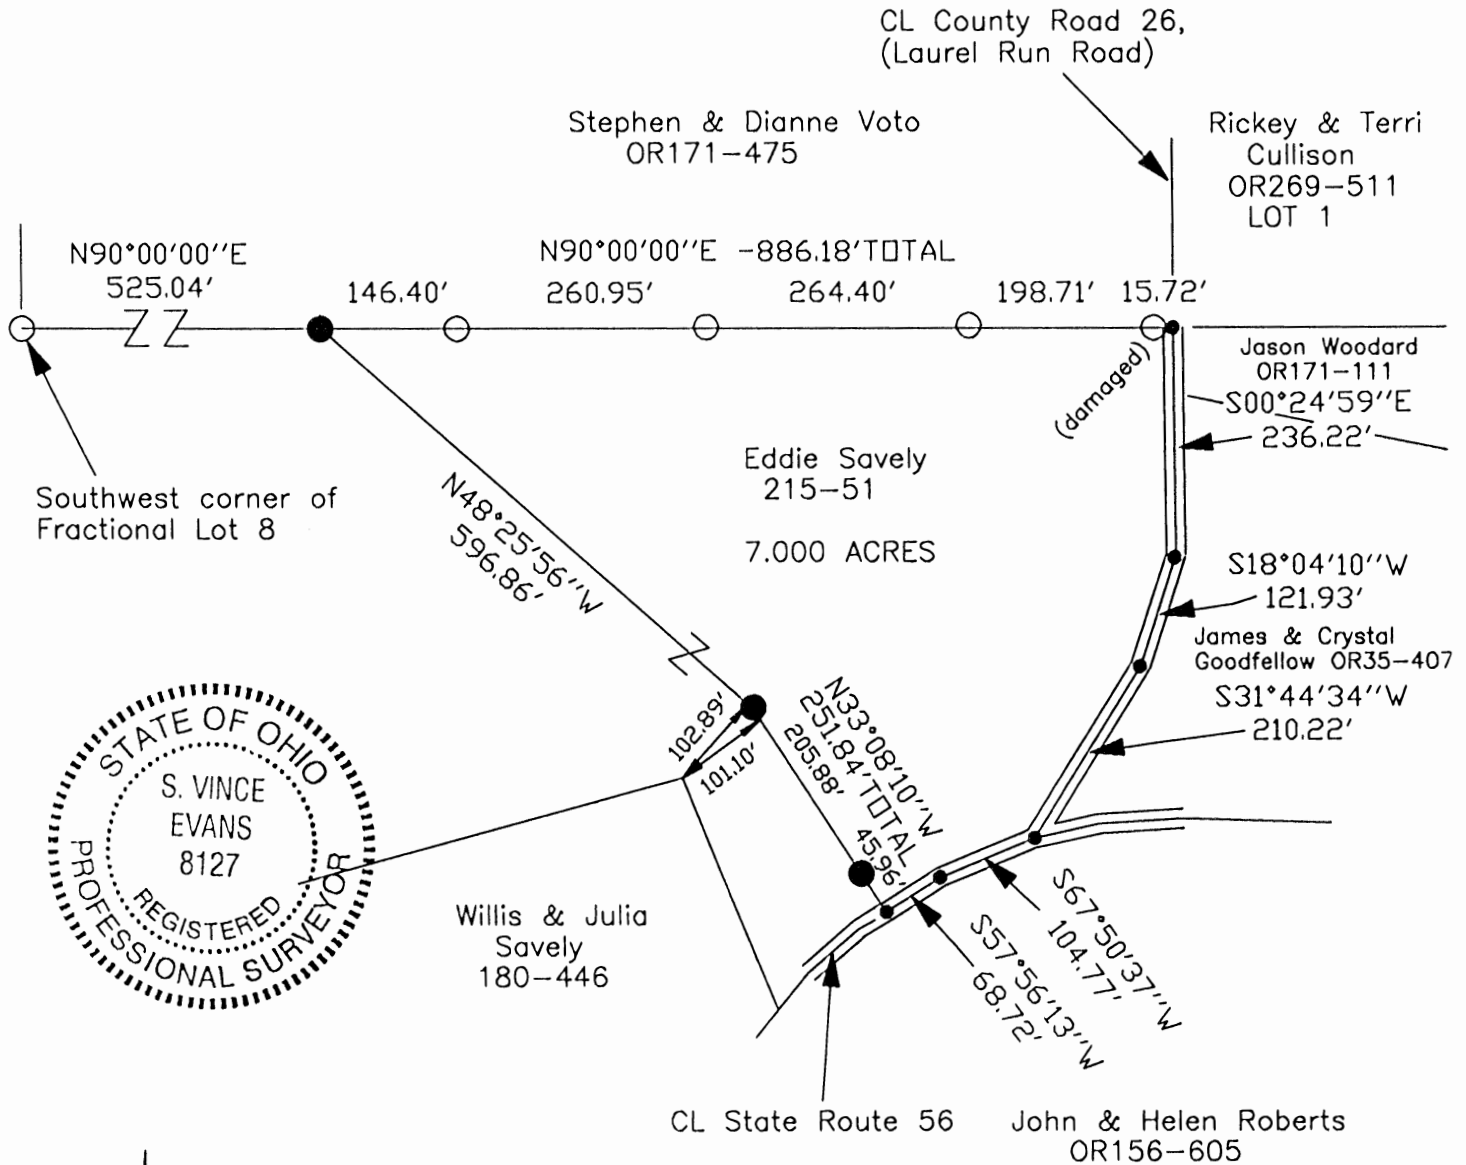 CL County Road 26,
(Laurel Run Road)
Stephen & Dianne Voto
OR171-475
Rickey & Terri
Cullison
OR269-511
LOT 1
N90°00'00"E
525.04'
N90°00'00"E -886.18'TOTAL
146.40'
260.95'
264.40'
198.71'
15.72'
(damaged)
Jason Woodard
OR171-111
S00°24'59"E
236.22'
Southwest corner of
Fractional Lot 8
Eddie Savely
215-51
7.000 ACRES
N48°25'56"W
596.86'
S18°04'10"W
121.93'
James & Crystal
Goodfellow OR35-407
S31°44'34"W
210.22'
102.89'
101.10'
N33°08'10"W
251.84'TOTAL
205.88'
45.96'
STATE OF OHIO
S. VINCE
EVANS
8127
REGISTERED
PROFESSIONAL SURVEYOR
Willis & Julia
Savely
180-446
S67°50'37"W
104.77'
S57°56'13"W
68.72'
CL State Route 56
John & Helen Roberts
OR156-605